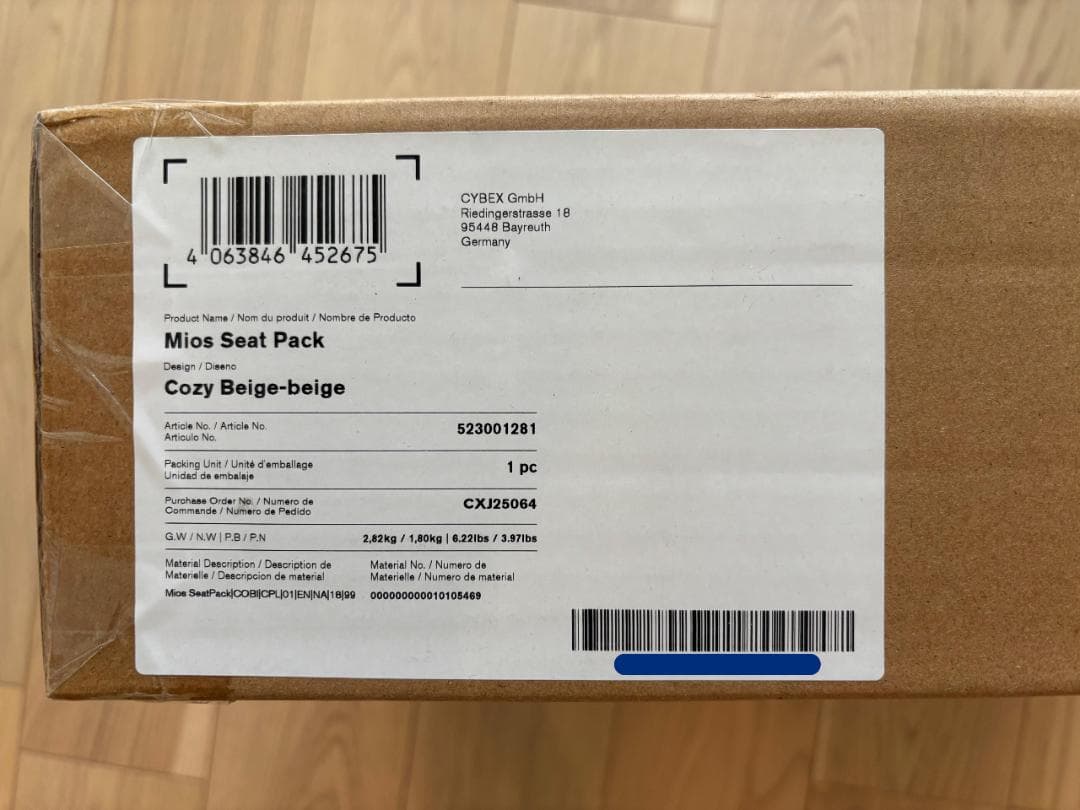 4 063846 452675
CYBEX GmbH
Riedingerstrasse 18
95448 Bayreuth
Germany
Product Name / Nom du produit / Nombre de Producto
Mios Seat Pack
Design / Diseno
Cozy Beige-beige
Article No. / Article No.
Articulo No.
523001281
Packing Unit / Unité d'emballage
Unidad de embalaje
1 pc
Purchase Order No. / Numero de
Commande / Numero de Pedido
CXJ25064
G.W / N.W | P.B / P.N
2,82kg / 1,80kg | 6.22lbs / 3.97lbs
Material Description / Description de
Materielle / Descripcion de material
Mios SeatPack|COBI|CPL|01|EN|NA|18|99
Material No. / Numero de
Materielle / Numero de material
000000000010105469